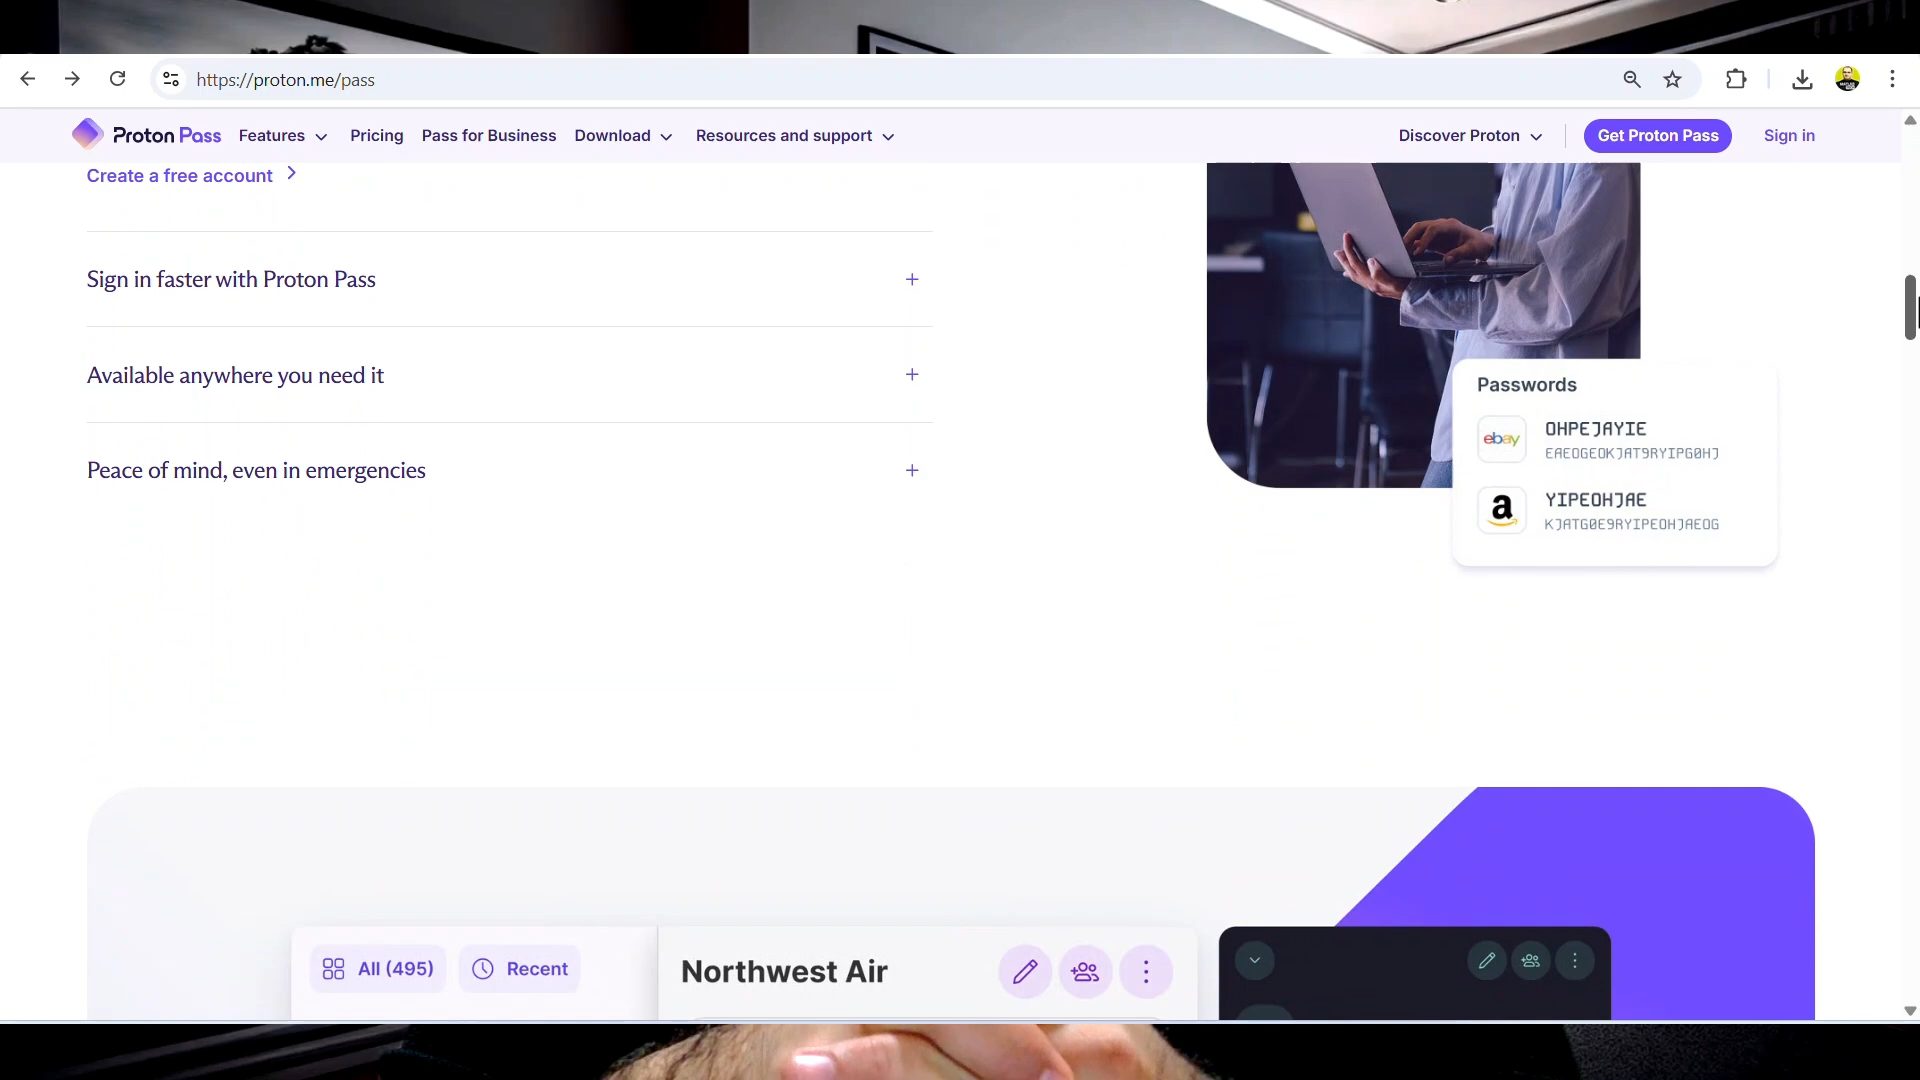 https://proton.me/pass
Proton Pass Features Pricing Pass for Business Download Resources and support Discover Proton Get Proton Pass Sign in
Create a free account
Sign in faster with Proton Pass
Available anywhere you need it
Peace of mind, even in emergencies
Passwords
ebay OHPEJAYIE
EAEOGEOKJAT9RYIPG0HJ
a YIPEOHJAE
KJATG0E9RYIPEOHJAEOG
All (495) Recent Northwest Air